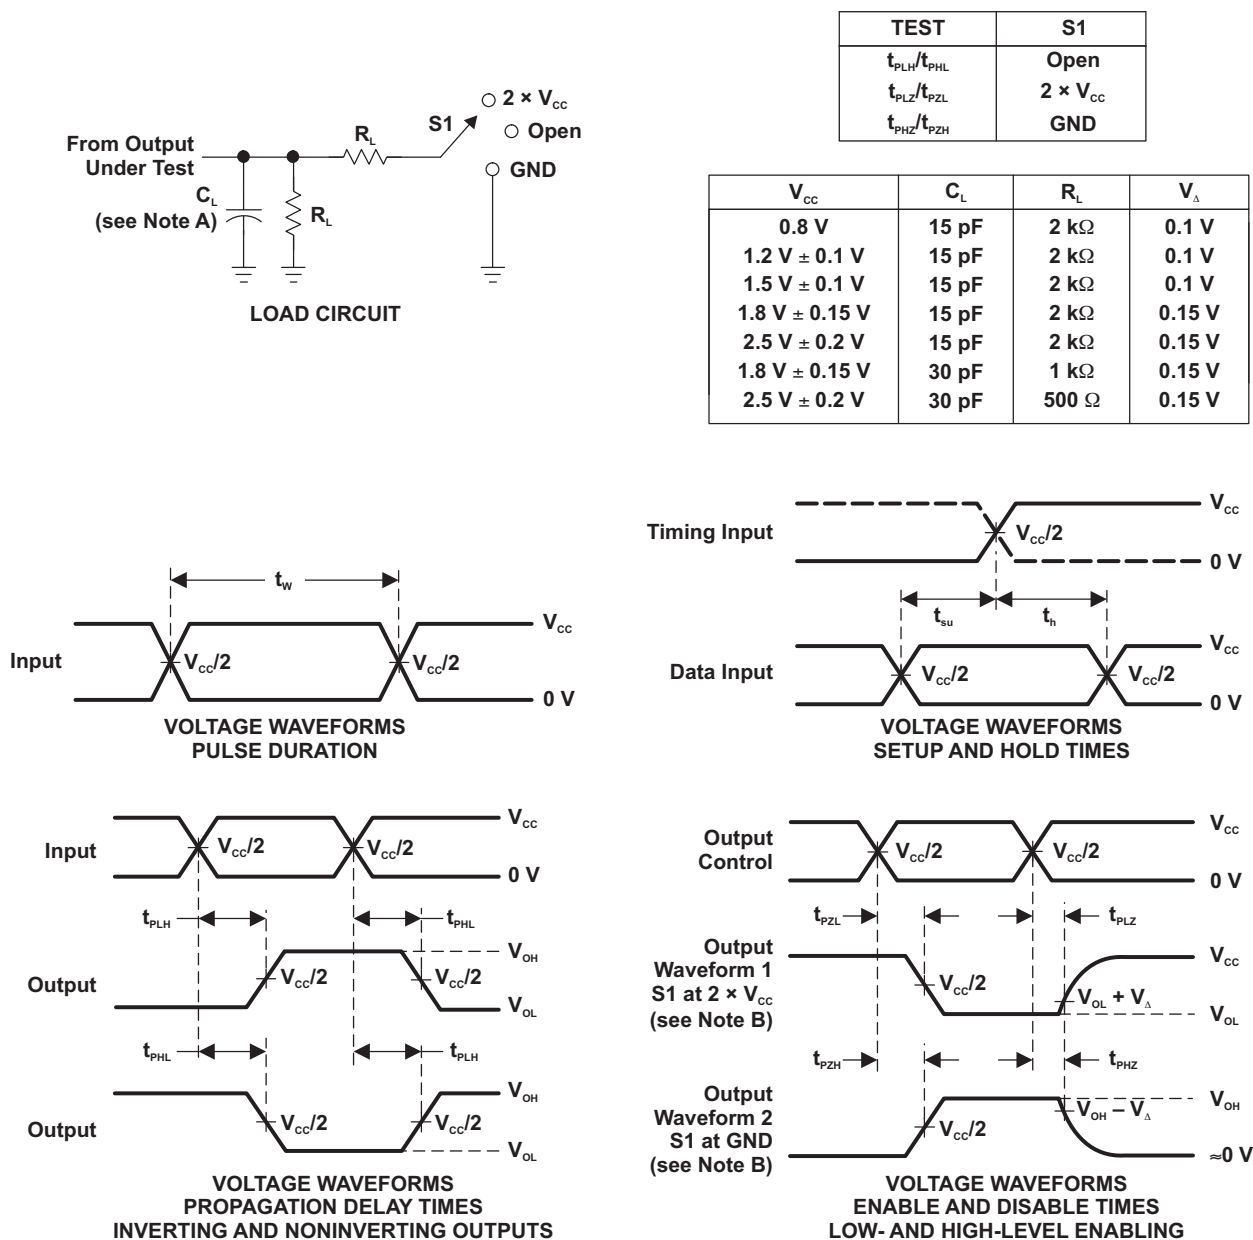 TEST S1
tPLH/tPHL Open
tPLZ/tPZL 2 × VCC
tPHZ/tPZH GND
2 × VCC
S1
Open
From Output
Under Test
RL
GND
CL
(see Note A)
RL
LOAD CIRCUIT
VCC CL RL VΔ
0.8 V 15 pF 2 kΩ 0.1 V
1.2 V ± 0.1 V 15 pF 2 kΩ 0.1 V
1.5 V ± 0.1 V 15 pF 2 kΩ 0.1 V
1.8 V ± 0.15 V 15 pF 2 kΩ 0.15 V
2.5 V ± 0.2 V 15 pF 2 kΩ 0.15 V
1.8 V ± 0.15 V 30 pF 1 kΩ 0.15 V
2.5 V ± 0.2 V 30 pF 500 Ω 0.15 V
tW
VCC
Input
VCC/2 VCC/2
0 V
VOLTAGE WAVEFORMS
PULSE DURATION
VCC
Timing Input
VCC/2
0 V
tsu th
VCC
Data Input
VCC/2 VCC/2
0 V
VOLTAGE WAVEFORMS
SETUP AND HOLD TIMES
VCC
Input
VCC/2 VCC/2
0 V
tPLH tPHL
VOH
Output
VCC/2 VCC/2
VOL
tPHL tPLH
VOH
Output
VCC/2 VCC/2
VOL
VOLTAGE WAVEFORMS
PROPAGATION DELAY TIMES
INVERTING AND NONINVERTING OUTPUTS
VCC
Output
Control
VCC/2 VCC/2
0 V
tPZL tPLZ
Output
Waveform 1
S1 at 2 × VCC
(see Note B)
VCC
VCC/2
VOL + VΔ
VOL
tPZH tPHZ
Output
Waveform 2
S1 at GND
(see Note B)
VOH
VCC/2
VOH – VΔ
≈0 V
VOLTAGE WAVEFORMS
ENABLE AND DISABLE TIMES
LOW- AND HIGH-LEVEL ENABLING